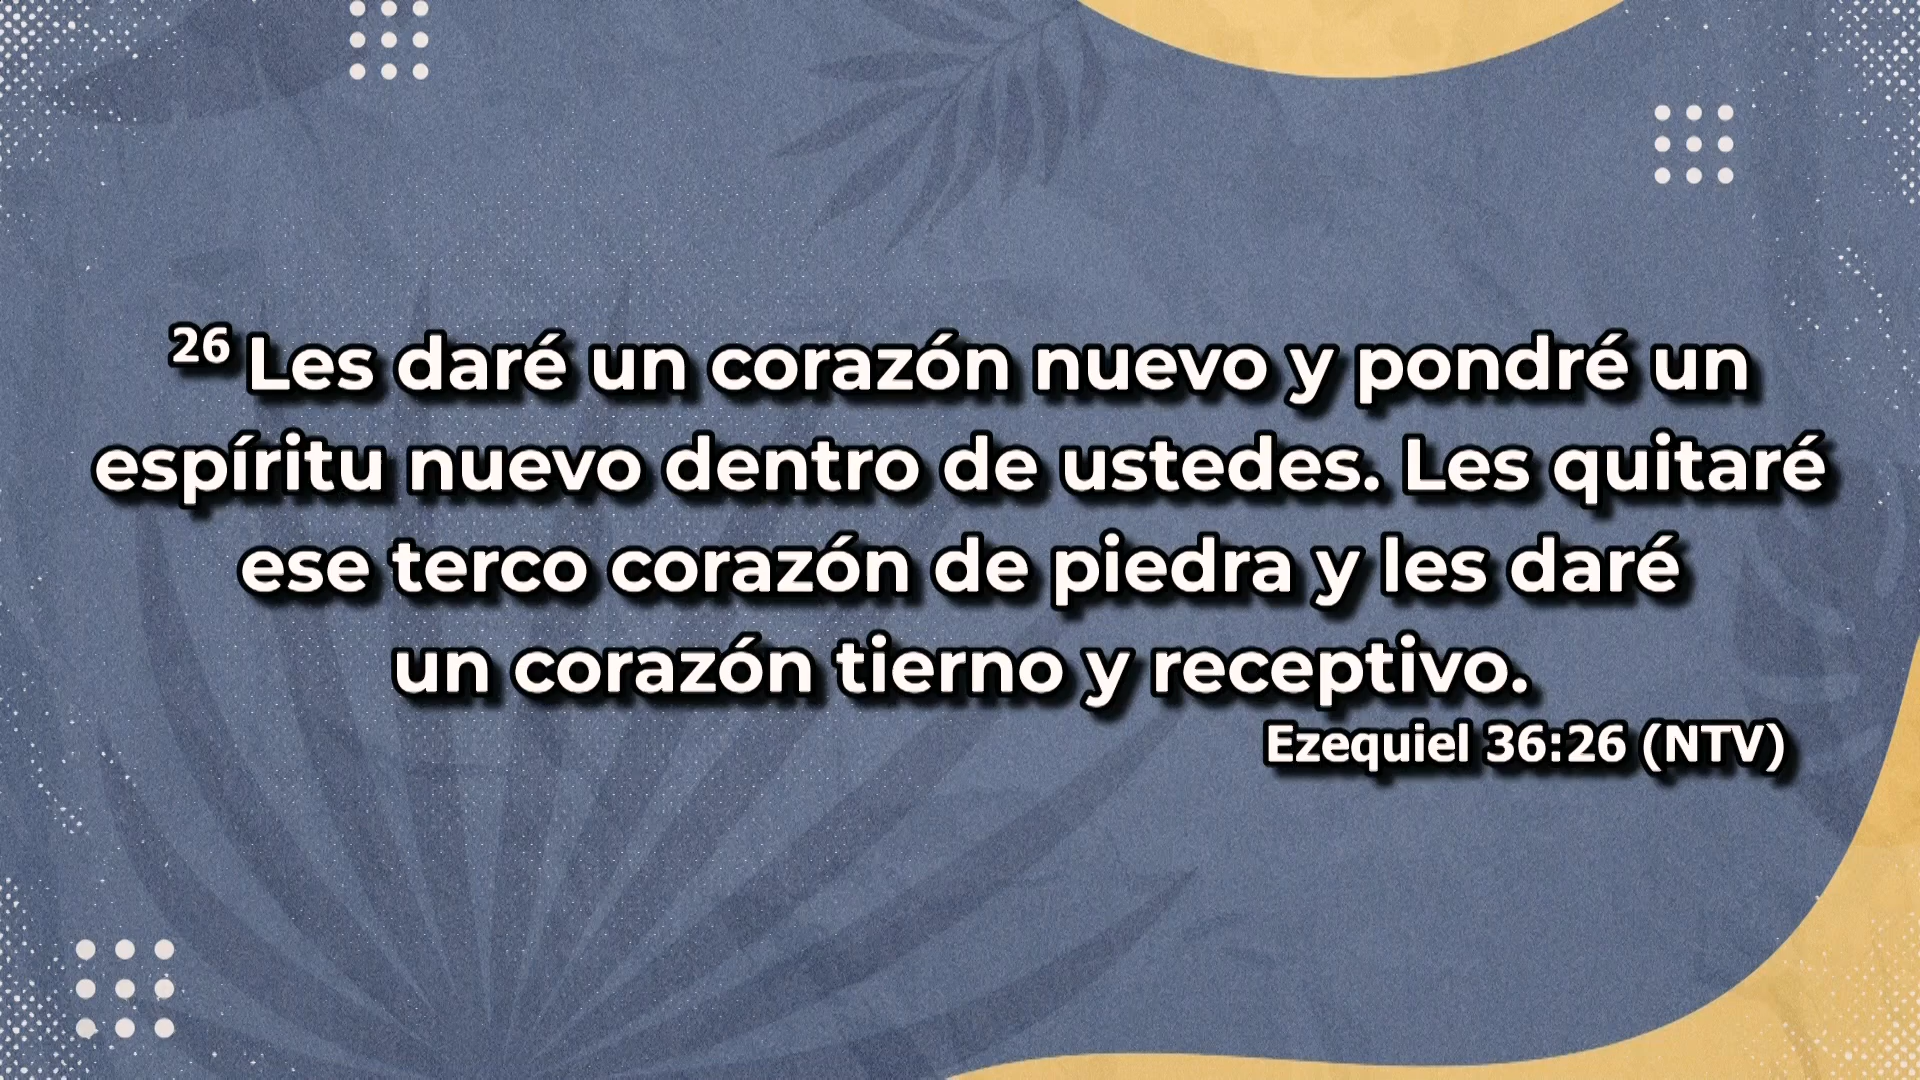 26 Les daré un corazón nuevo y pondré un
espíritu nuevo dentro de ustedes. Les quitaré
ese terco corazón de piedra y les daré
un corazón tierno y receptivo.
Ezequiel 36:26 (NTV)